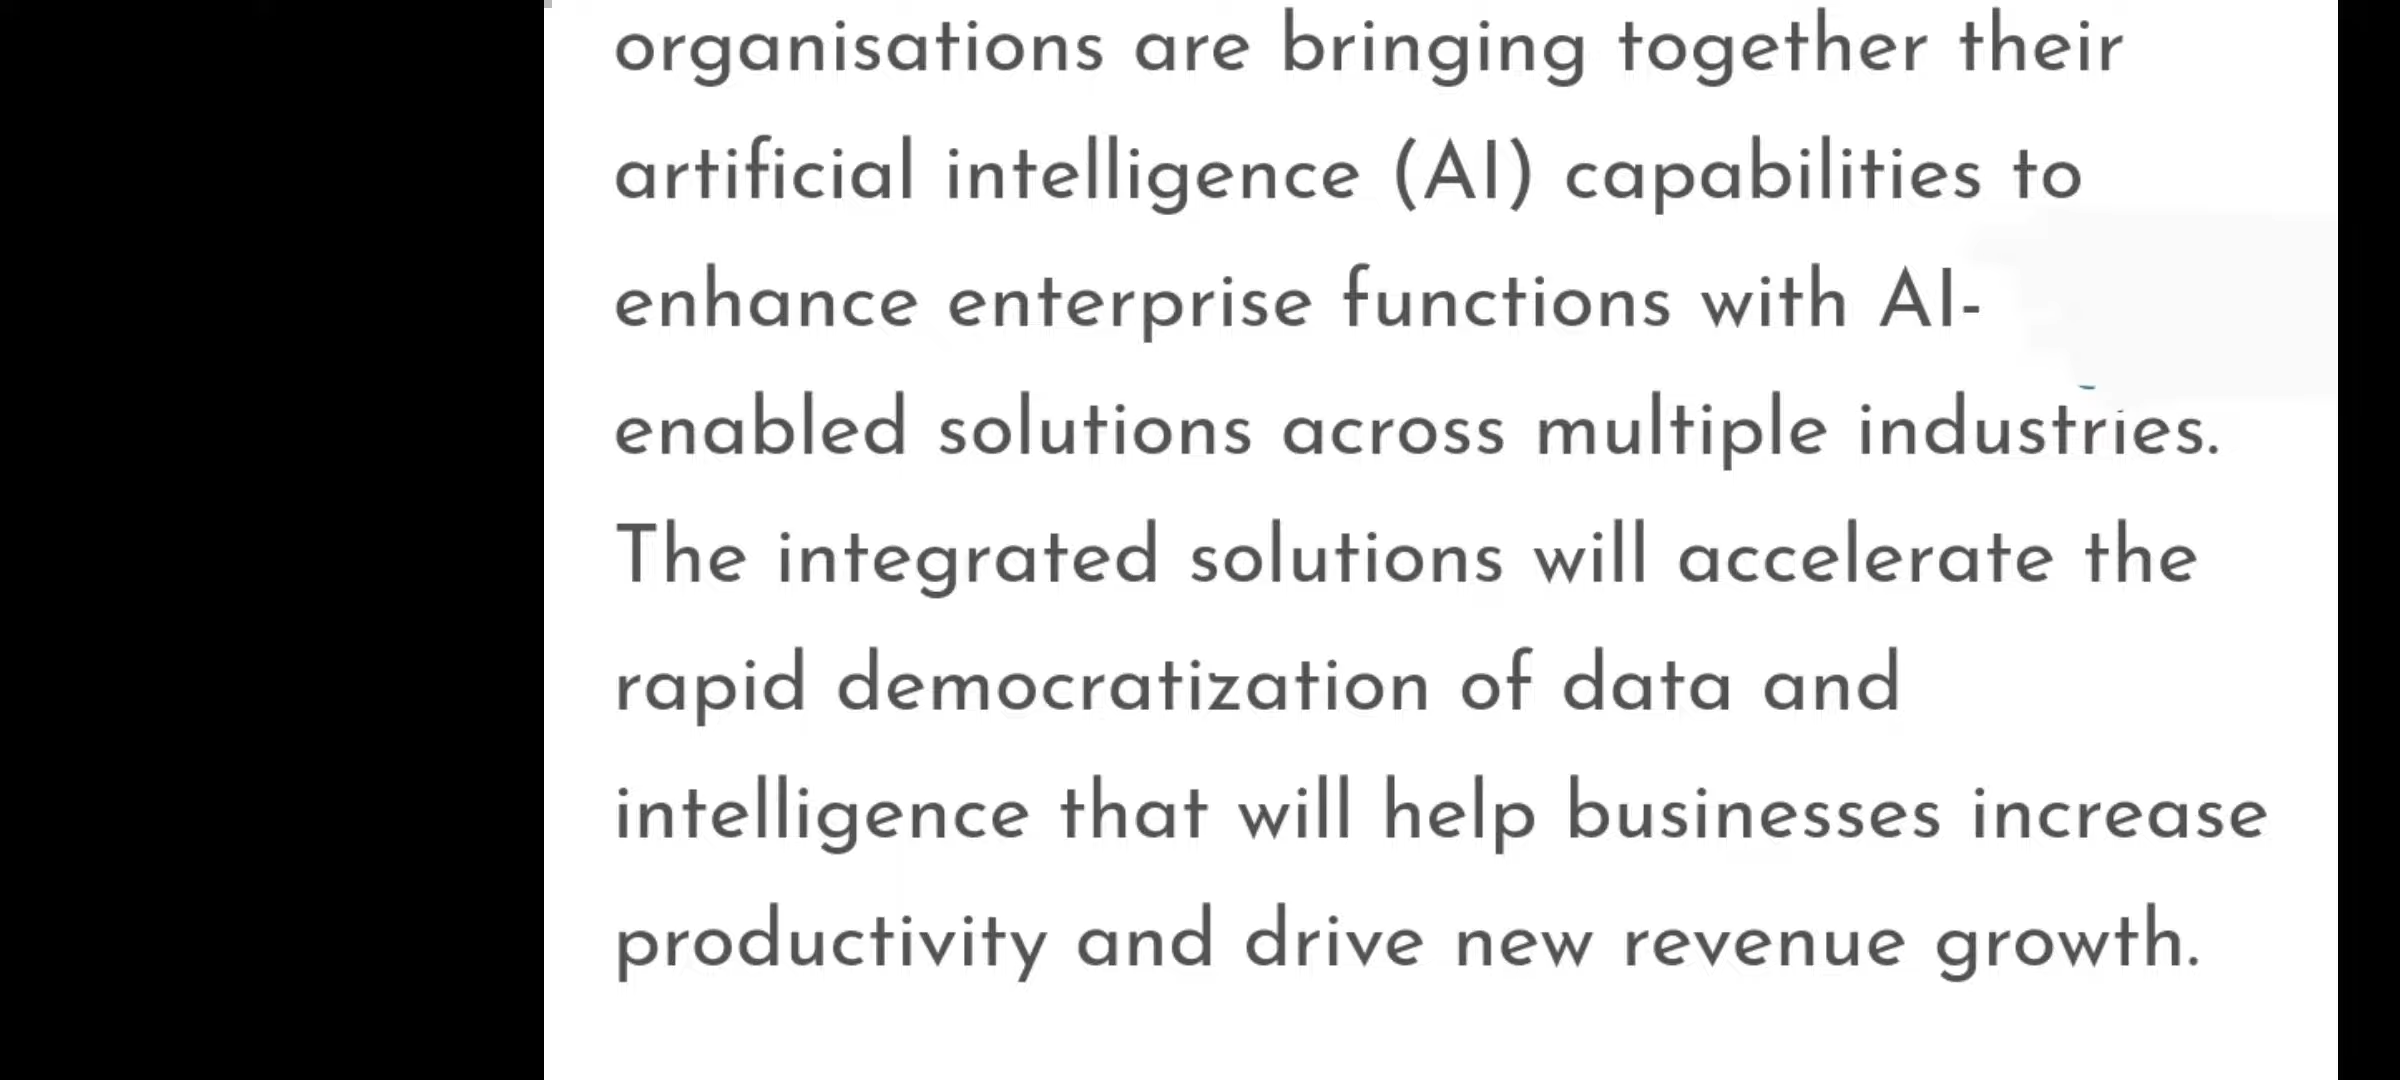 organisations are bringing together their
artificial intelligence (AI) capabilities to
enhance enterprise functions with AI-
enabled solutions across multiple industries.
The integrated solutions will accelerate the
rapid democratization of data and
intelligence that will help businesses increase
productivity and drive new revenue growth.